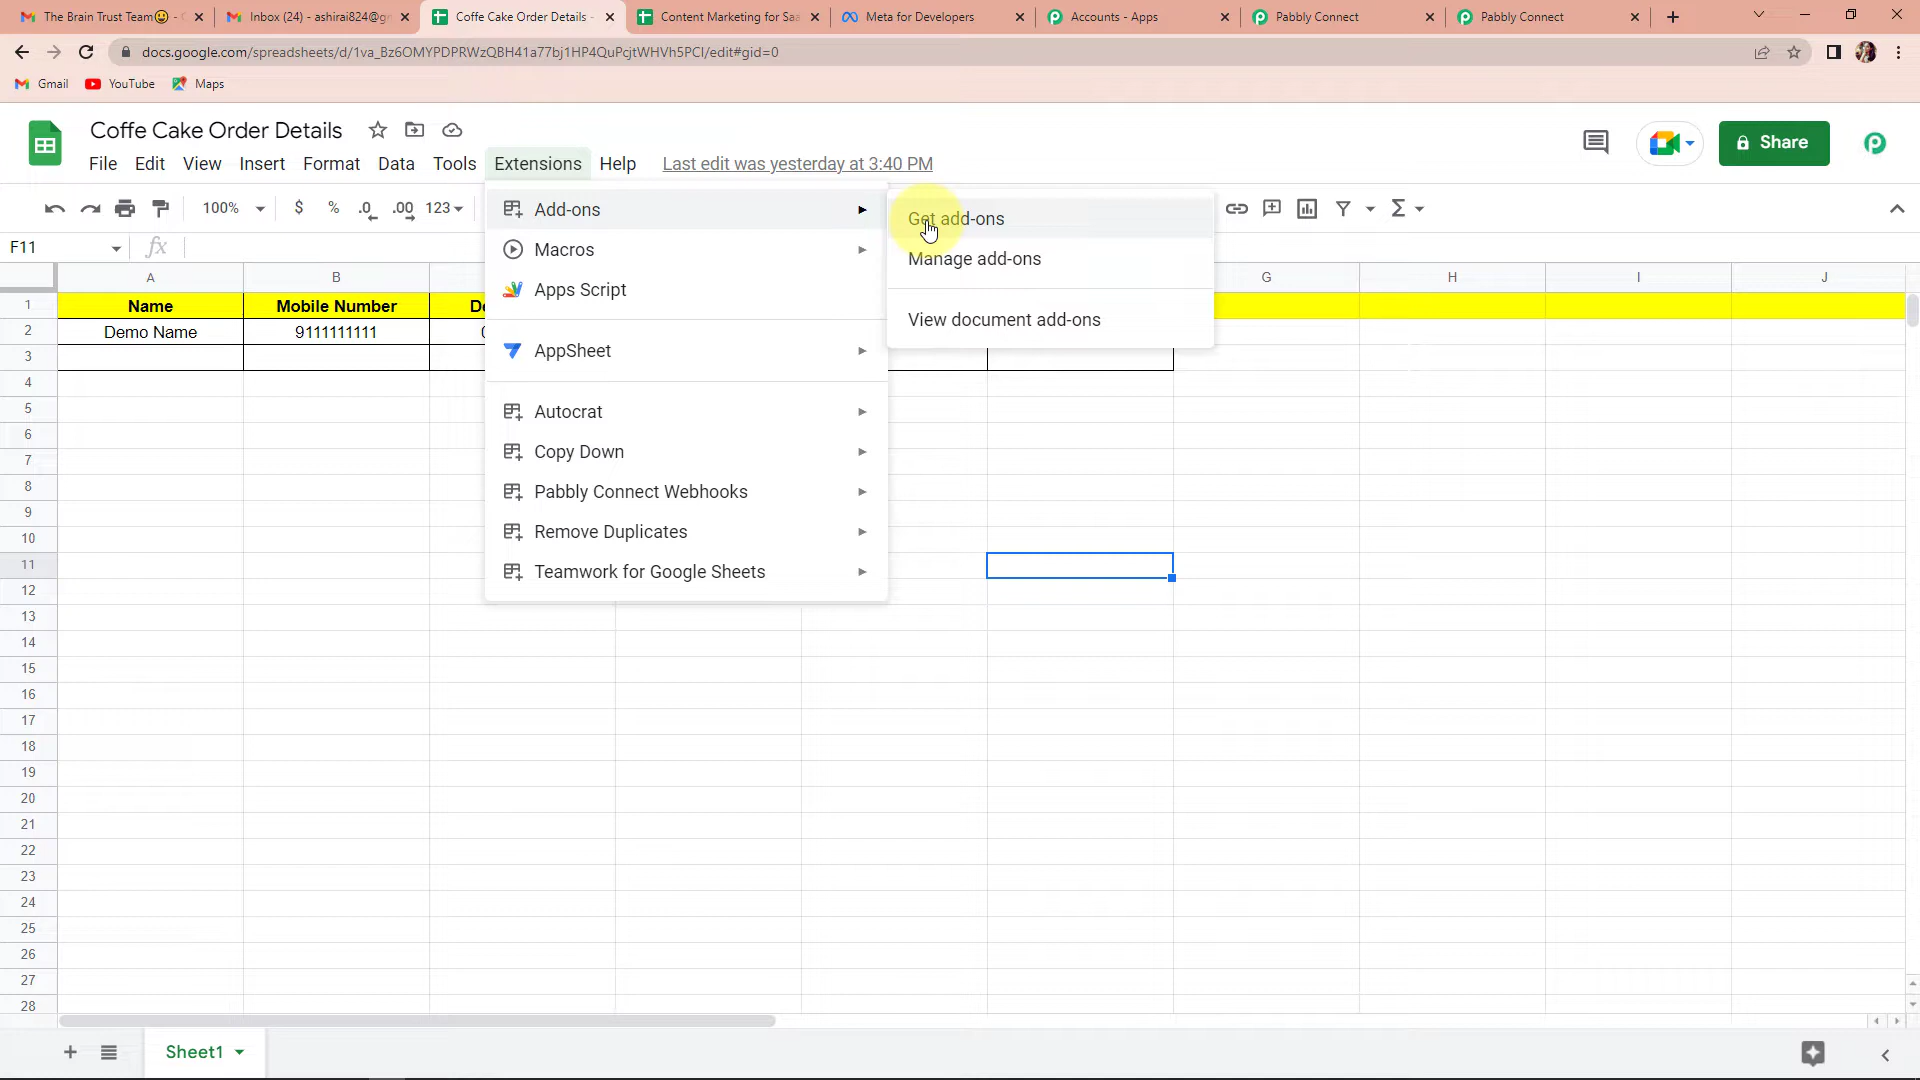 The Brain Trust Team😃 - 
Inbox (24) - ashirai824@gr
Coffe Cake Order Details -
Content Marketing for Saa
Meta for Developers
Accounts - Apps
Pabbly Connect
Pabbly Connect
docs.google.com/spreadsheets/d/1va_Bz6OMYPDPRWzQBH41a77bj1HP4QuPcjtWHVh5PCI/edit#gid=0
Gmail
YouTube
Maps
Coffe Cake Order Details
File
Edit
View
Insert
Format
Data
Tools
Extensions
Help
Last edit was yesterday at 3:40 PM
Share
100%
$
%
.0
.00
123
Σ
F11
fx
Add-ons
Macros
Apps Script
AppSheet
Autocrat
Copy Down
Pabbly Connect Webhooks
Remove Duplicates
Teamwork for Google Sheets
Get add-ons
Manage add-ons
View document add-ons
A
B
G
H
I
J
1
Name
Mobile Number
De
2
Demo Name
9111111111
3
4
5
6
7
8
9
10
11
12
13
14
15
16
17
18
19
20
21
22
23
24
25
26
27
28
Sheet1